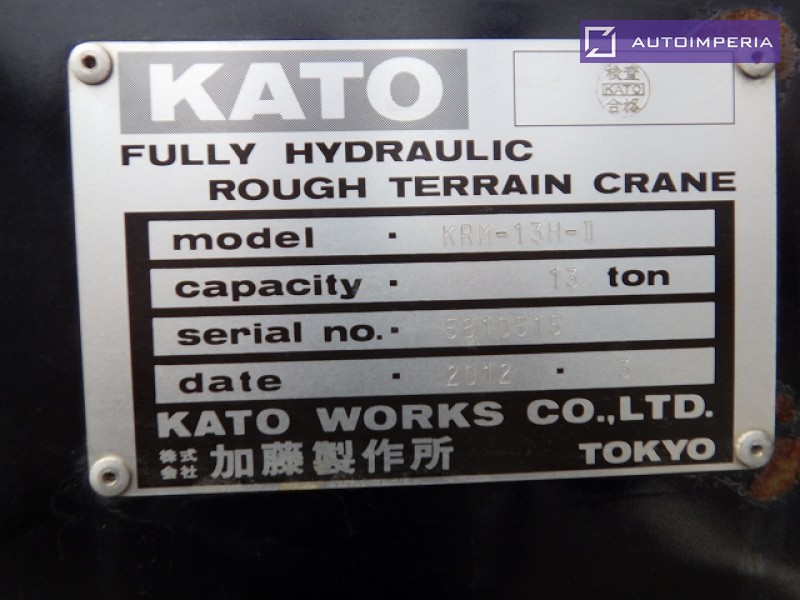 AUTOIMPERIA
KATO
検査
KATO
合格
FULLY HYDRAULIC
ROUGH TERRAIN CRANE
model · KRM-13H-II
capacity · 13 ton
serial no. · 5810515
date · 2012 · 3
KATO WORKS CO.,LTD.
株式会社 加藤製作所 TOKYO